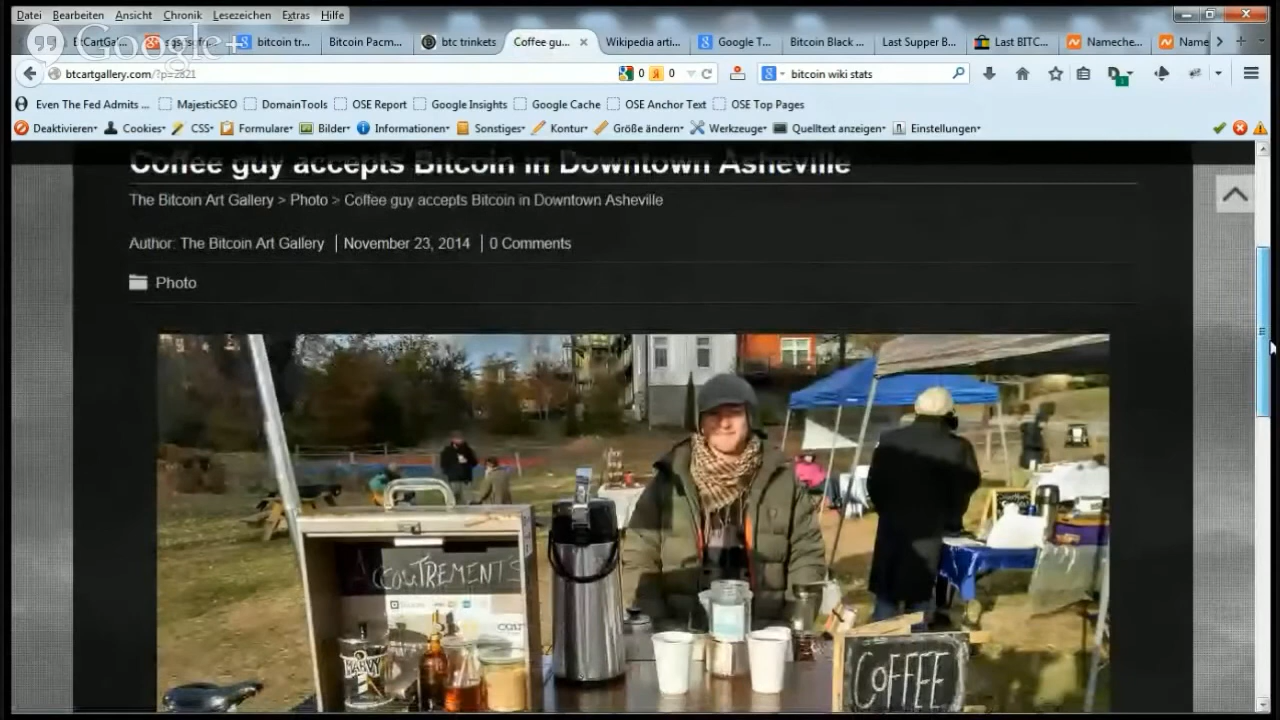 Datei Bearbeiten Ansicht Chronik Lesezeichen Extras Hilfe
Google+
bitcoin tr... Bitcoin Pacm... btc trinkets Coffee gu... Wikipedia arti... Google T... Bitcoin Black ... Last Supper B... Last BITC... Nameche... Name
btcartgallery.com/?p=2821 0 0 bitcoin wiki stats
Even The Fed Admits ... MajesticSEO DomainTools OSE Report Google Insights Google Cache OSE Anchor Text OSE Top Pages
Deaktivieren Cookies CSS Formulare Bilder Informationen Sonstiges Kontur Größe ändern Werkzeuge Quelltext anzeigen Einstellungen
Coffee guy accepts Bitcoin in Downtown Asheville
The Bitcoin Art Gallery > Photo > Coffee guy accepts Bitcoin in Downtown Asheville
Author: The Bitcoin Art Gallery | November 23, 2014 | 0 Comments
Photo
COFFEE